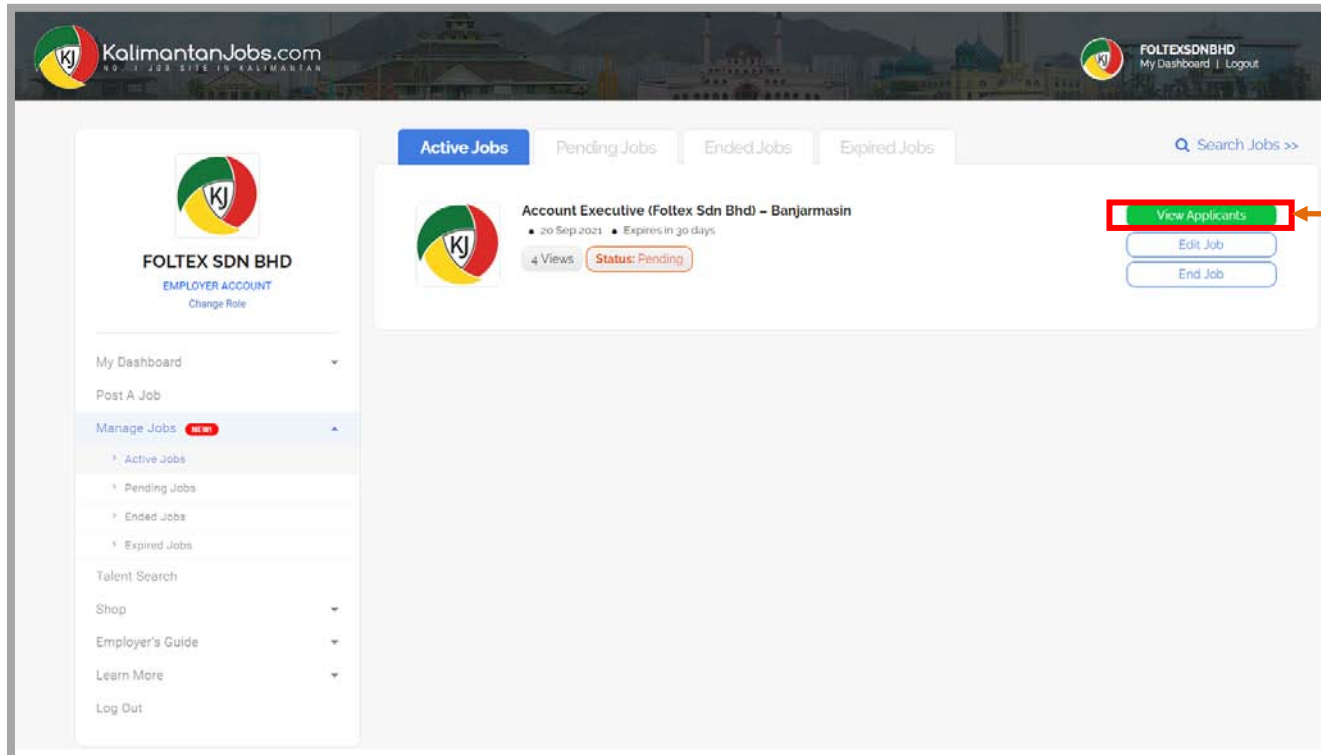 KJ
KalimantanJobs.com
NO. 1 JOB SITE IN KALIMANTAN
KJ
FOLTEXSDNBHD
My Dashboard | Logout
KJ
FOLTEX SDN BHD
EMPLOYER ACCOUNT
Change Role
My Dashboard
Post A Job
Manage Jobs NEW!
Active Jobs
Pending Jobs
Ended Jobs
Expired Jobs
Talent Search
Shop
Employer's Guide
Learn More
Log Out
Active Jobs Pending Jobs Ended Jobs Expired Jobs
Search Jobs >>
KJ
Account Executive (Foltex Sdn Bhd) – Banjarmasin
• 20 Sep 2021 • Expires in 30 days
4 Views Status: Pending
View Applicants
Edit Job
End Job